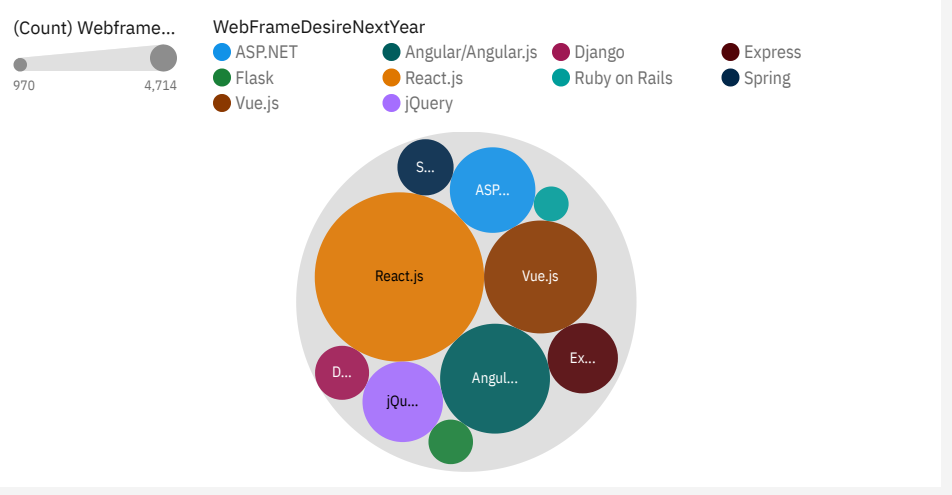 (Count) Webframe...
970
4,714
WebFrameDesireNextYear
ASP.NET
Angular/Angular.js
Django
Express
Flask
React.js
Ruby on Rails
Spring
Vue.js
jQuery
S...
ASP...
React.js
Vue.js
D...
jQu...
Angul...
Ex...